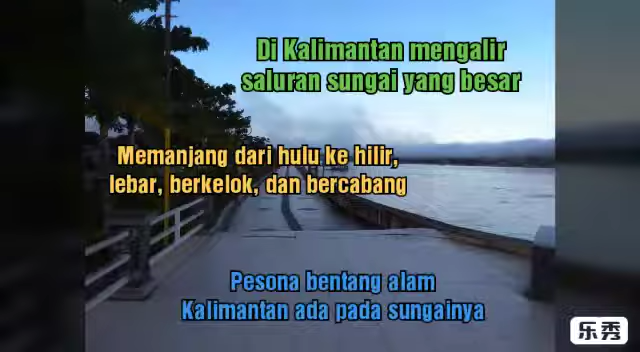 Di Kalimantan mengalir
saluran sungai yang besar
Memanjang dari hulu ke hilir,
lebar, berkelok, dan bercabang
Pesona bentang alam
Kalimantan ada pada sungainya
乐秀